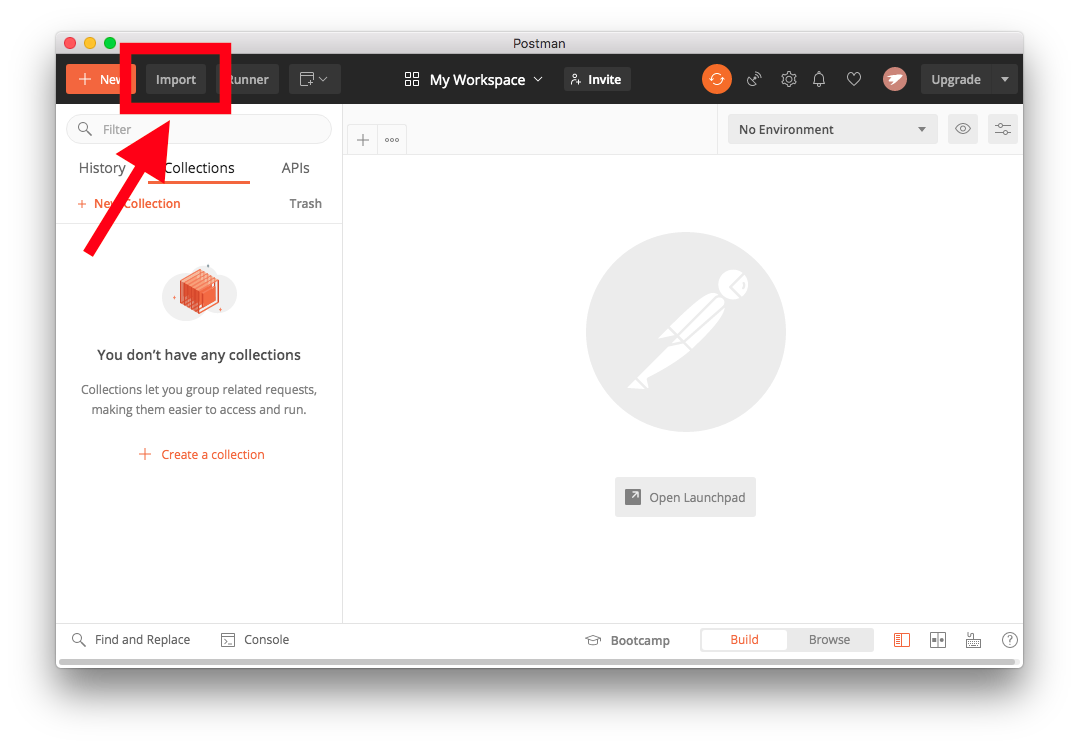 Postman
New
Import
Runner
My Workspace
Invite
Upgrade
Filter
No Environment
History
Collections
APIs
New Collection
Trash
You don’t have any collections
Collections let you group related requests,
making them easier to access and run.
Create a collection
Open Launchpad
Find and Replace
Console
Bootcamp
Build
Browse